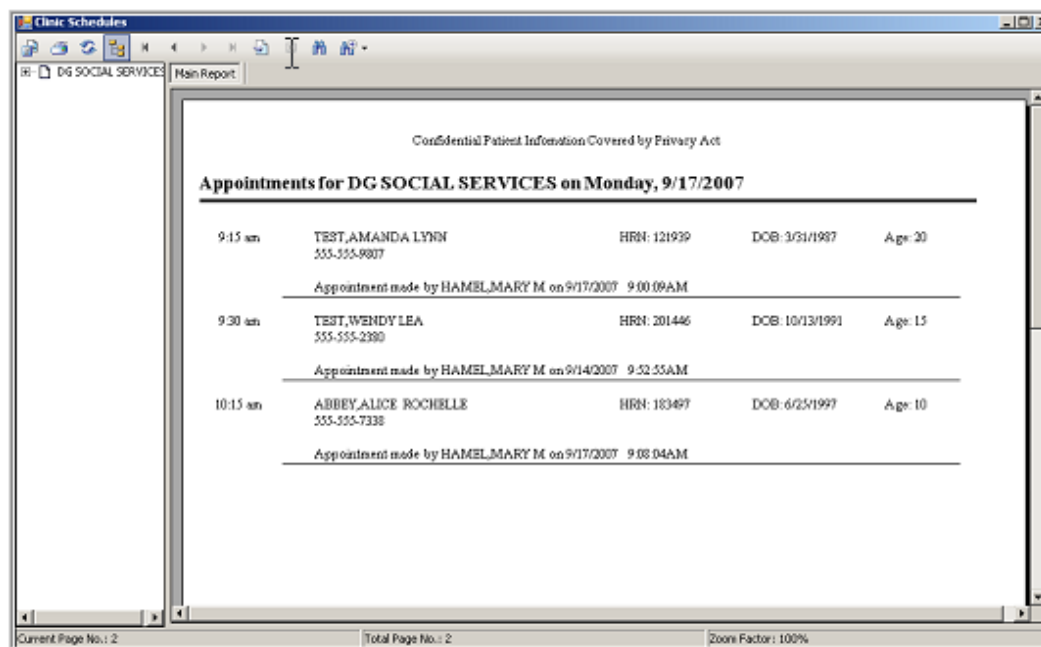 Clinic Schedules
DG SOCIAL SERVICES
Main Report
Confidential Patient Infomation Covered by Privacy Act
Appointments for DG SOCIAL SERVICES on Monday, 9/17/2007
9:15 am TEST,AMANDA LYNN HRN: 121939 DOB: 3/31/1987 Age: 20
555-555-9807
Appointment made by HAMEL,MARY M on 9/17/2007 9:00:09AM
9:30 am TEST,WENDY LEA HRN: 201446 DOB: 10/13/1991 Age: 15
555-555-2380
Appointment made by HAMEL,MARY M on 9/14/2007 9:52:55AM
10:15 am ABBEY,ALICE ROCHELLE HRN: 183497 DOB: 6/25/1997 Age: 10
555-555-7338
Appointment made by HAMEL,MARY M on 9/17/2007 9:08:04AM
Current Page No.: 2 Total Page No.: 2 Zoom Factor: 100%